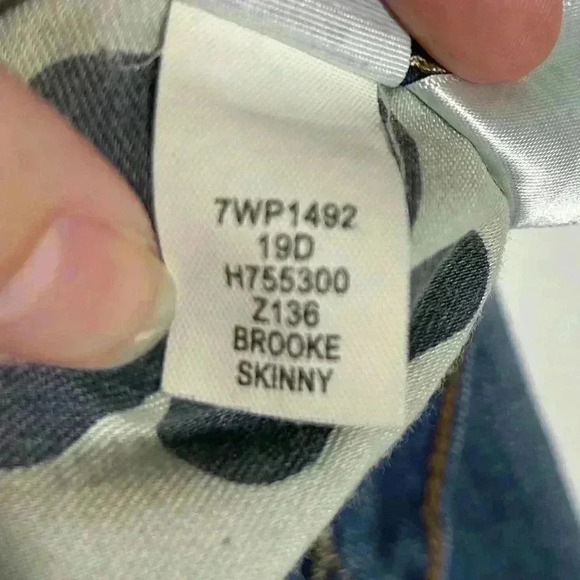 7WP1492
19D
H755300
Z136
BROOKE
SKINNY